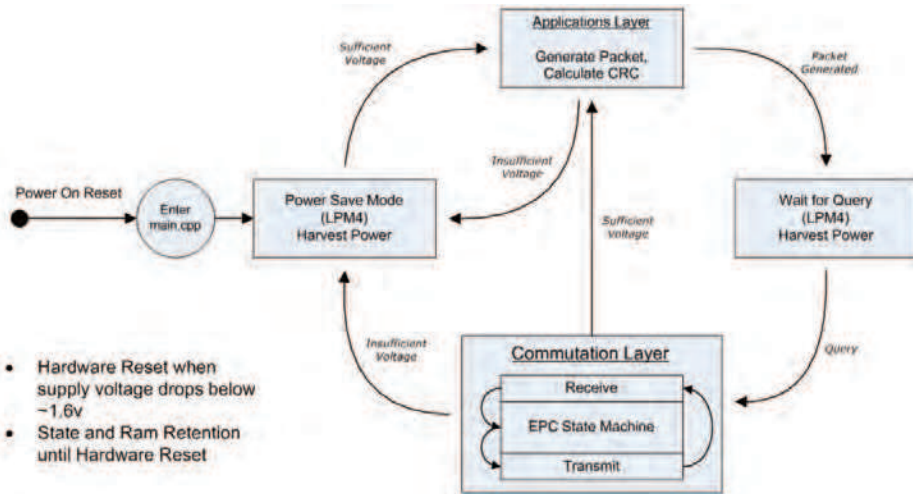 Applications Layer
Generate Packet,
Calculate CRC
Sufficient
Voltage
Packet
Generated
Insufficient
Voltage
Power On Reset
Enter
main.cpp
Power Save Mode
(LPM4)
Harvest Power
Sufficient
Voltage
Wait for Query
(LPM4)
Harvest Power
Insufficient
Voltage
Query
Commutation Layer
Receive
EPC State Machine
Transmit
• Hardware Reset when
supply voltage drops below
~1.6v
• State and Ram Retention
until Hardware Reset